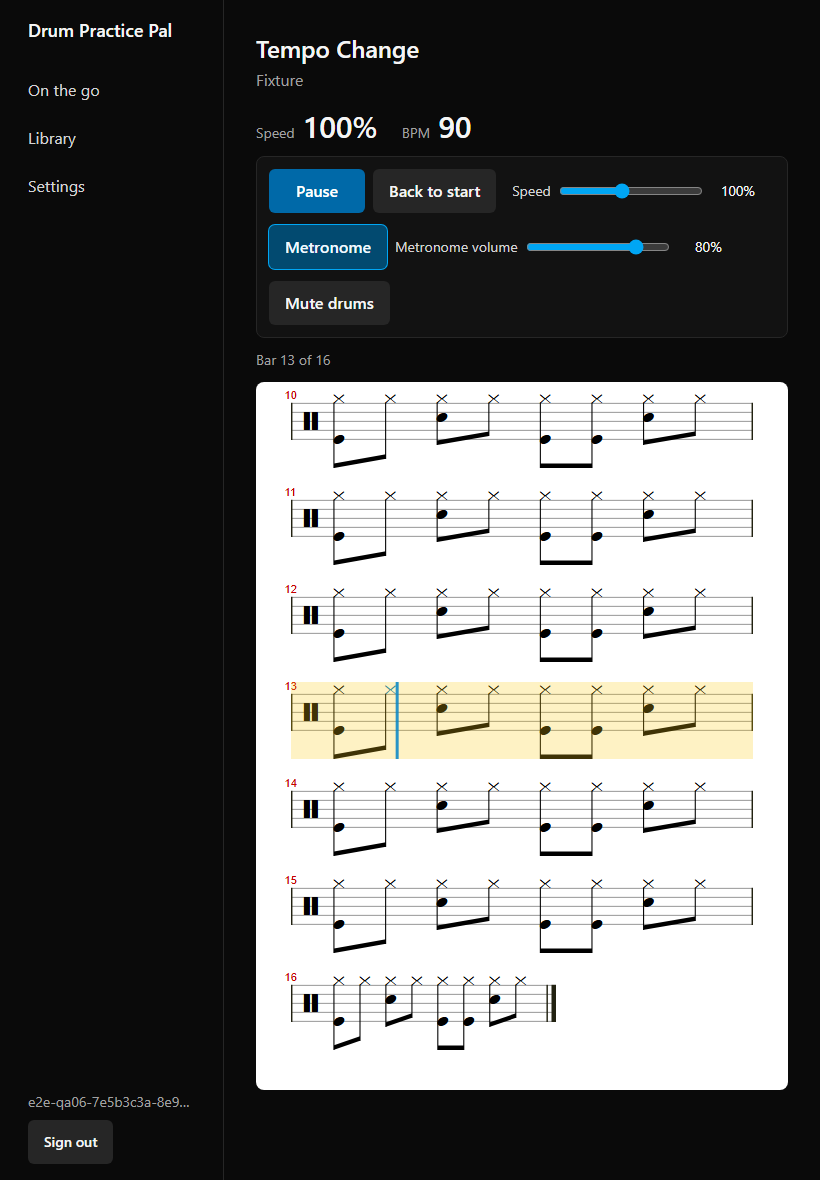 Drum Practice Pal
On the go
Library
Settings
Tempo Change
Fixture
Speed 100% BPM 90
Pause Back to start Speed 100%
Metronome Metronome volume 80%
Mute drums
Bar 13 of 16
10
11
12
13
14
15
16
e2e-qa06-7e5b3c3a-8e9...
Sign out